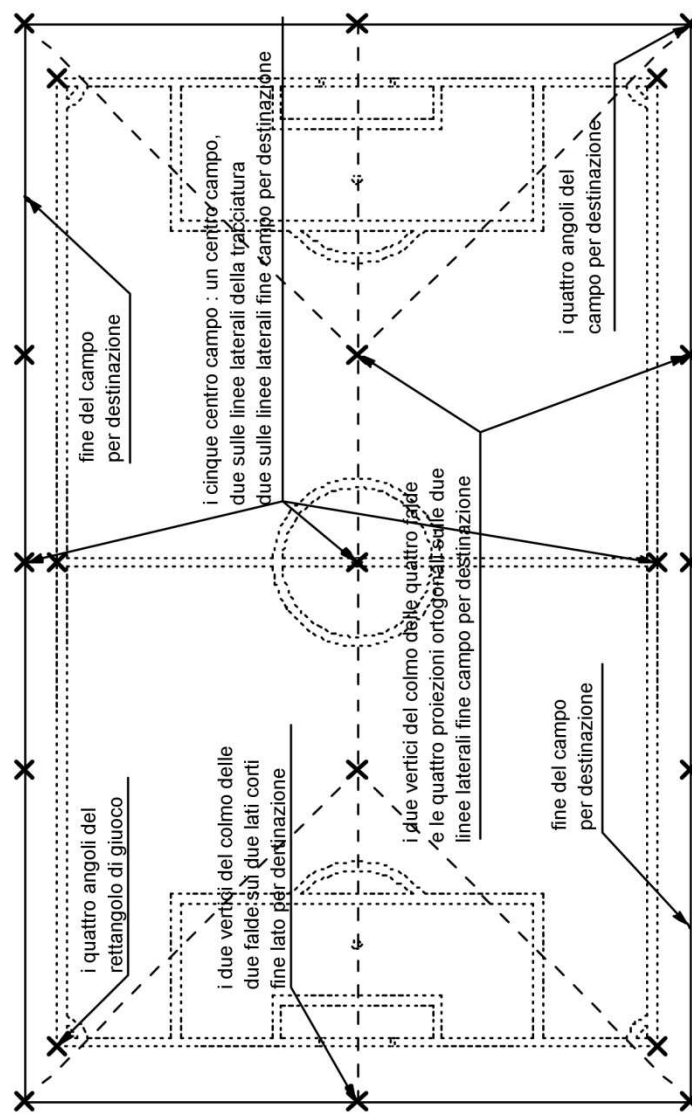 i quattro angoli del
rettangolo di giuoco
fine del campo
per destinazione
i due vertici del colmo delle
due falde sui due lati corti
fine lato per destinazione
i cinque centro campo : un centro campo,
due sulle linee laterali della tracciatura
due sulle linee laterali fine campo per destinazione
i due vertici del colmo delle quattro falde
e le quattro proiezioni ortogonali sulle due
linee laterali fine campo per destinazione
fine del campo
per destinazione
i quattro angoli del
campo per destinazione